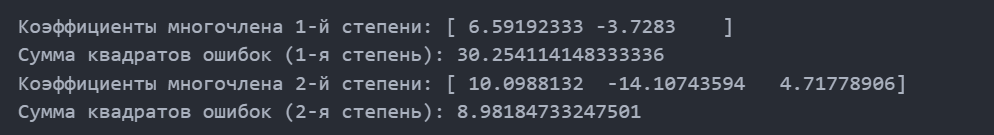 Коэффициенты многочлена 1-й степени: [ 6.59192333 -3.7283    ]
Сумма квадратов ошибок (1-я степень): 30.254114148333336
Коэффициенты многочлена 2-й степени: [ 10.0988132  -14.10743594   4.71778906]
Сумма квадратов ошибок (2-я степень): 8.98184733247501